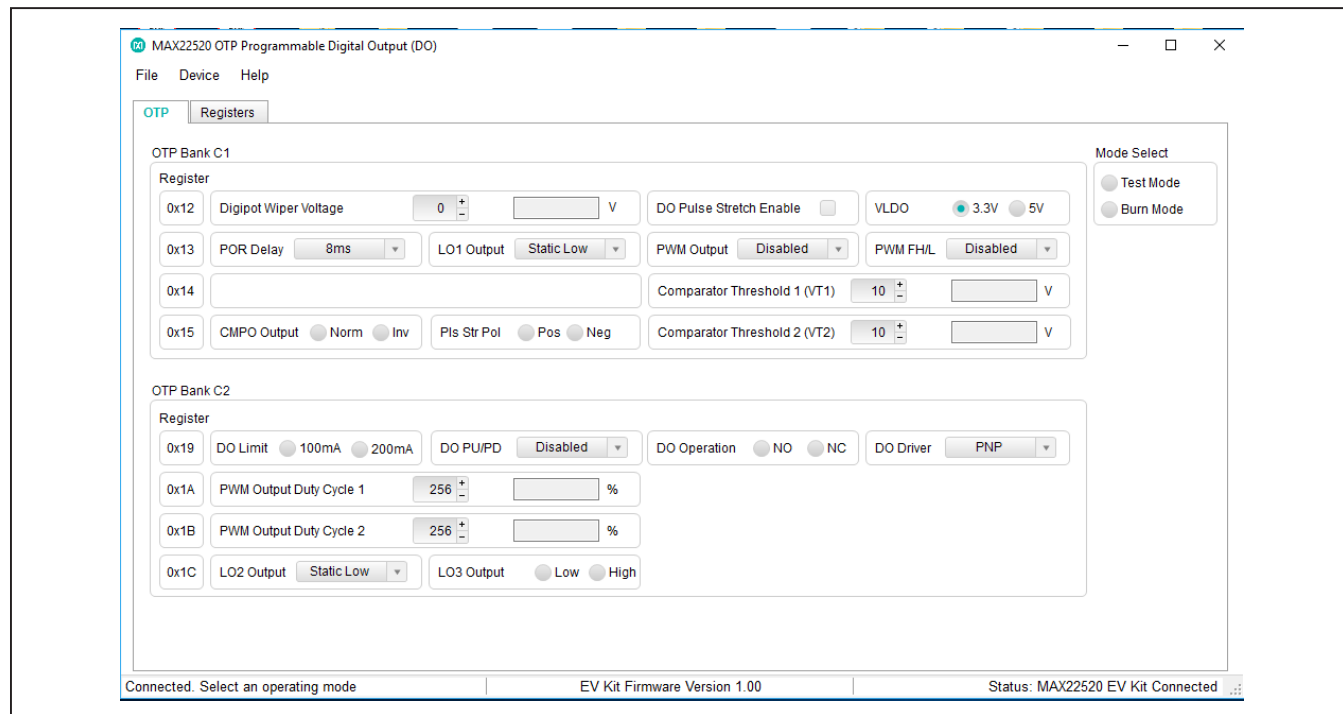 MAX22520 OTP Programmable Digital Output (DO)
File Device Help
OTP Registers
OTP Bank C1 Mode Select
Register Test Mode
0x12 Digipot Wiper Voltage 0 + - V DO Pulse Stretch Enable VLDO 3.3V 5V Burn Mode
0x13 POR Delay 8ms LO1 Output Static Low PWM Output Disabled PWM FH/L Disabled
0x14 Comparator Threshold 1 (VT1) 10 + - V
0x15 CMPO Output Norm Inv Pls Str Pol Pos Neg Comparator Threshold 2 (VT2) 10 + - V
OTP Bank C2
Register
0x19 DO Limit 100mA 200mA DO PU/PD Disabled DO Operation NO NC DO Driver PNP
0x1A PWM Output Duty Cycle 1 256 + - %
0x1B PWM Output Duty Cycle 2 256 + - %
0x1C LO2 Output Static Low LO3 Output Low High
Connected. Select an operating mode EV Kit Firmware Version 1.00 Status: MAX22520 EV Kit Connected